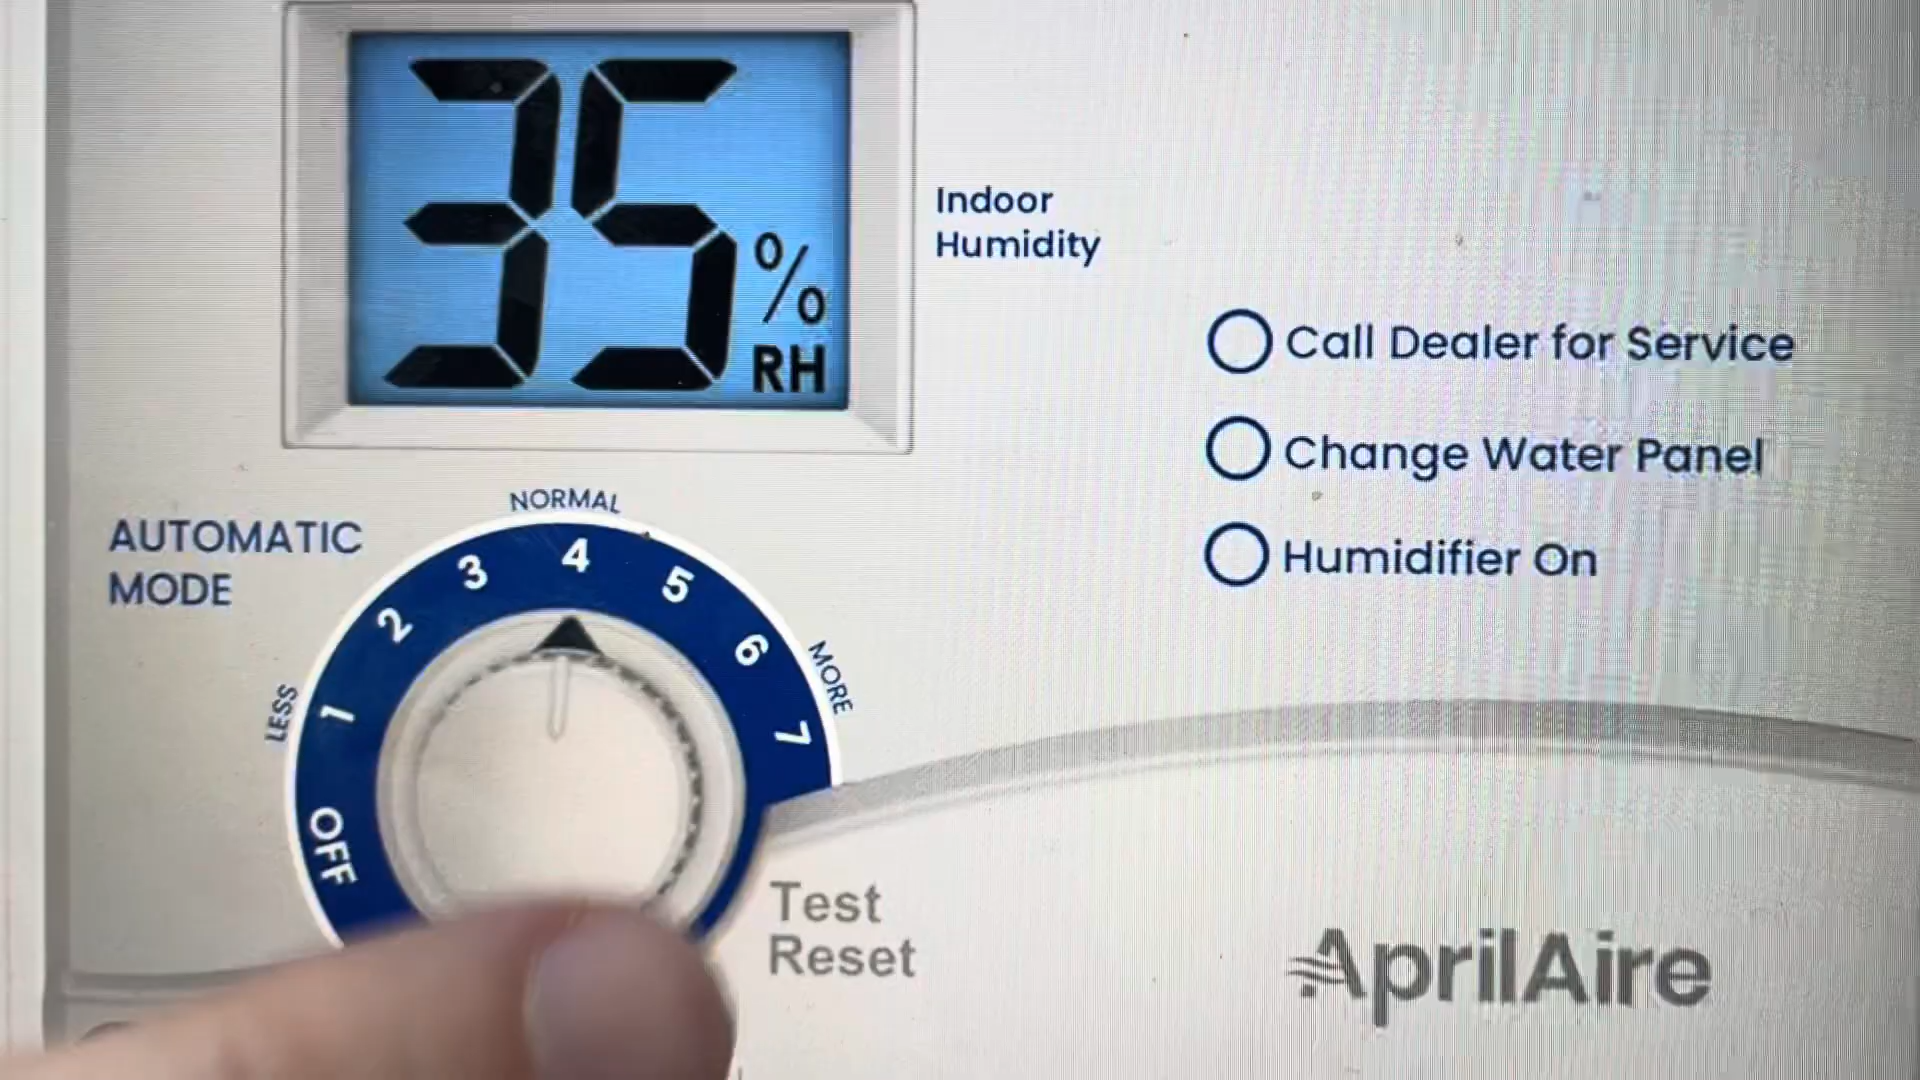 35 % RH
Indoor
Humidity
Call Dealer for Service
Change Water Panel
Humidifier On
AUTOMATIC
MODE
NORMAL
LESS
MORE
OFF 1 2 3 4 5 6 7
Test
Reset
AprilAire